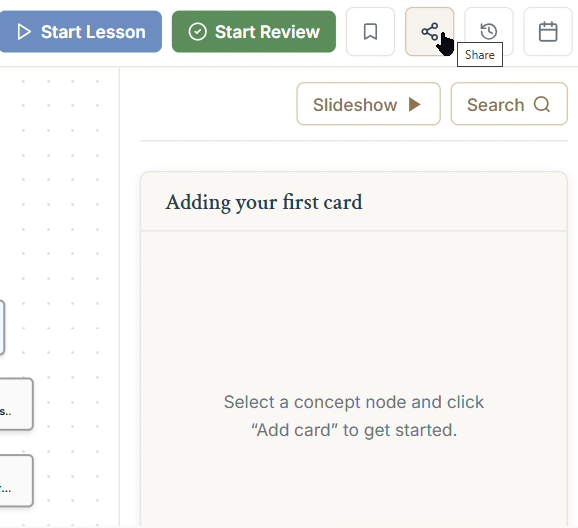 Start Lesson
Start Review
Share
Slideshow
Search
Adding your first card
s..
...
Select a concept node and click
“Add card” to get started.